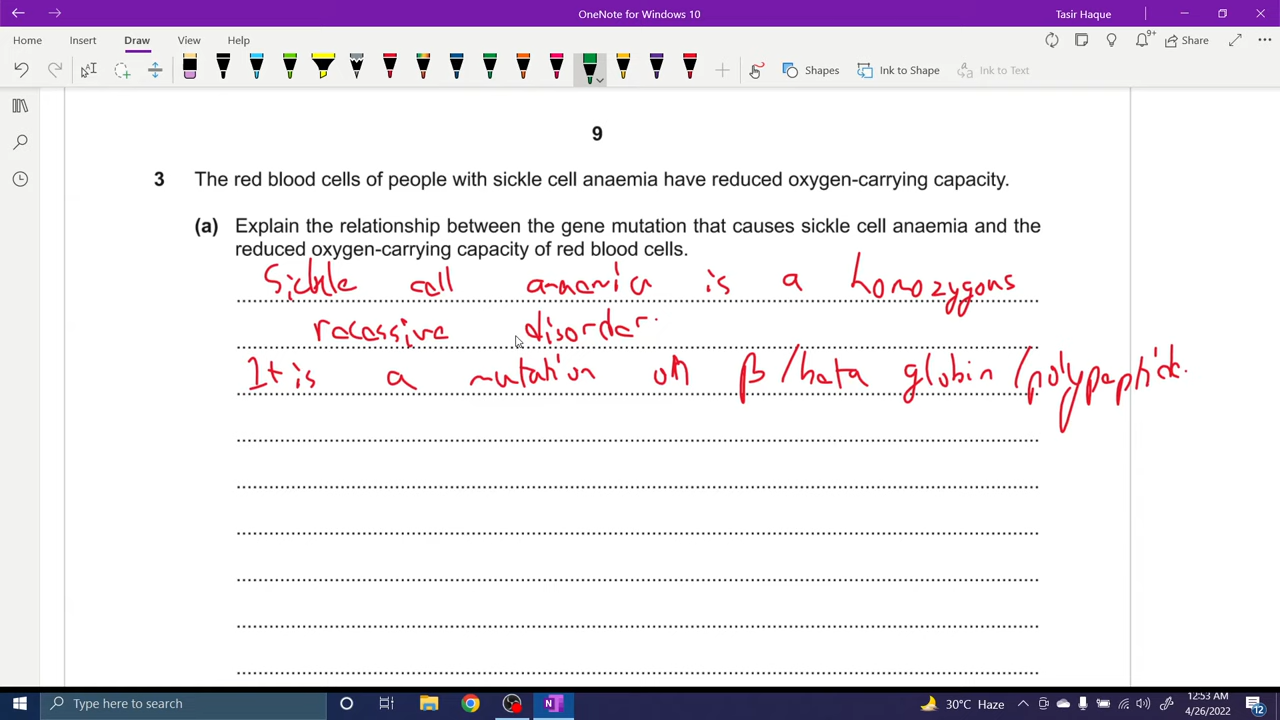 OneNote for Windows 10
Tasir Haque
Home Insert Draw View Help
9+
Share
Shapes
Ink to Shape
Ink to Text
9
3 The red blood cells of people with sickle cell anaemia have reduced oxygen-carrying capacity.
(a) Explain the relationship between the gene mutation that causes sickle cell anaemia and the
reduced oxygen-carrying capacity of red blood cells.
Sickle cell anaemia is a homozygous
recessive disorder.
It is a mutation on β / beta globin / polypeptide.
Type here to search
30°C Haze
12:53 AM
4/26/2022
12